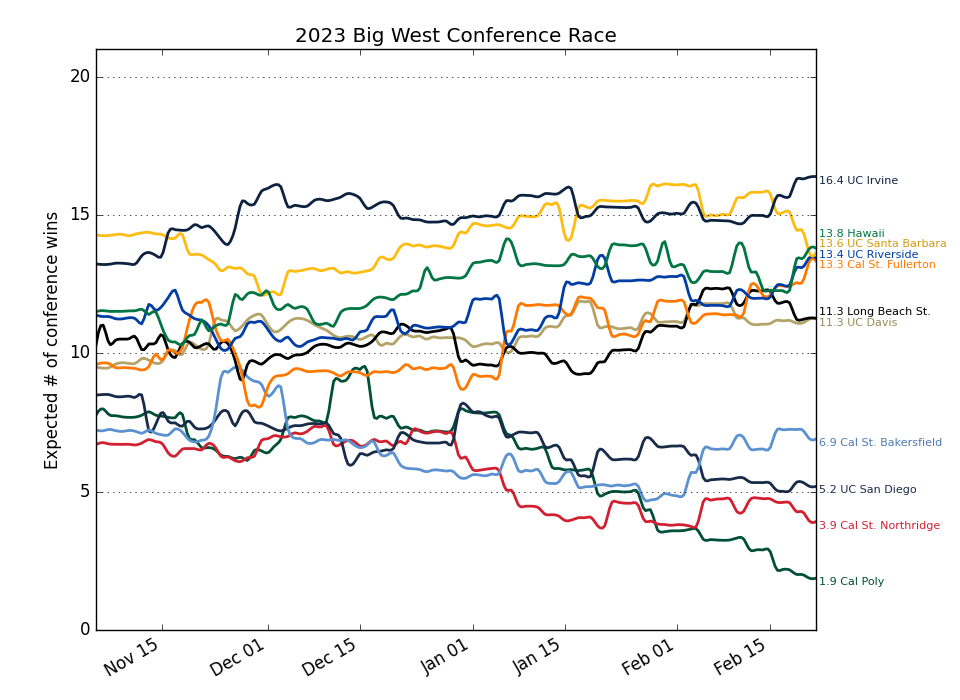 2023 Big West Conference Race
Expected # of conference wins
20
15
10
5
0
Nov 15
Dec 01
Dec 15
Jan 01
Jan 15
Feb 01
Feb 15
16.4 UC Irvine
13.8 Hawaii
13.6 UC Santa Barbara
13.4 UC Riverside
13.3 Cal St. Fullerton
11.3 Long Beach St.
11.3 UC Davis
6.9 Cal St. Bakersfield
5.2 UC San Diego
3.9 Cal St. Northridge
1.9 Cal Poly